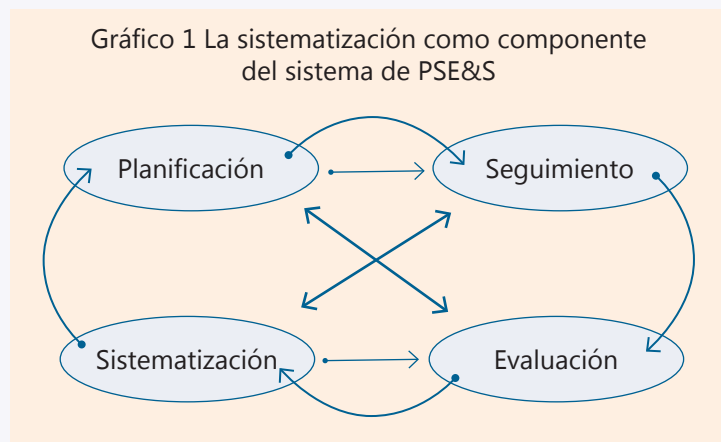 Gráfico 1 La sistematización como componente
del sistema de PSE&S
Planificación
Seguimiento
Sistematización
Evaluación